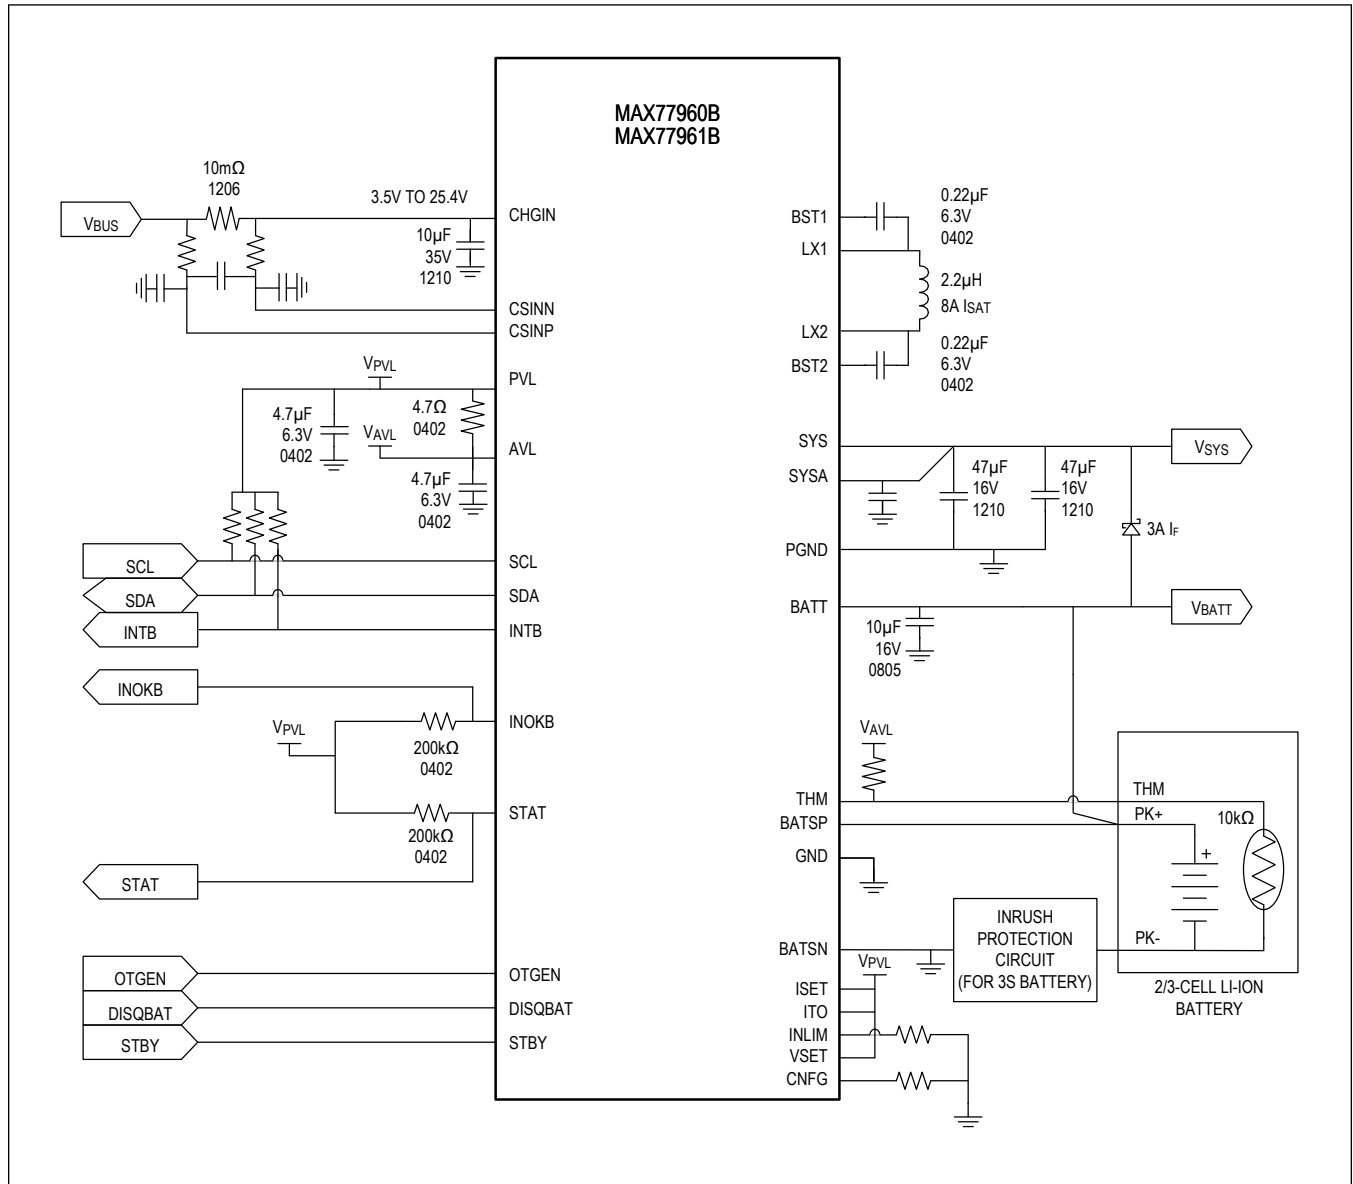 MAX77960B
MAX77961B
10mΩ
1206
3.5V TO 25.4V
VBUS
CHGIN
10µF
35V
1210
CSINN
CSINP
VPVL
PVL
4.7µF
6.3V
0402
4.7Ω
0402
VAVL
AVL
4.7µF
6.3V
0402
SCL
SCL
SDA
SDA
INTB
INTB
INOKB
INOKB
VPVL
200kΩ
0402
STAT
200kΩ
0402
STAT
OTGEN
OTGEN
DISQBAT
DISQBAT
STBY
STBY
BST1
0.22µF
6.3V
0402
LX1
2.2µH
8A ISAT
LX2
BST2
0.22µF
6.3V
0402
SYS
VSYS
SYSA
47µF
16V
1210
47µF
16V
1210
3A IF
PGND
BATT
VBATT
10µF
16V
0805
VAVL
THM
THM
BATSP
PK+
10kΩ
+
GND
BATSN
INRUSH
PROTECTION
CIRCUIT
(FOR 3S BATTERY)
PK-
2/3-CELL LI-ION
BATTERY
VPVL
ISET
ITO
INLIM
VSET
CNFG